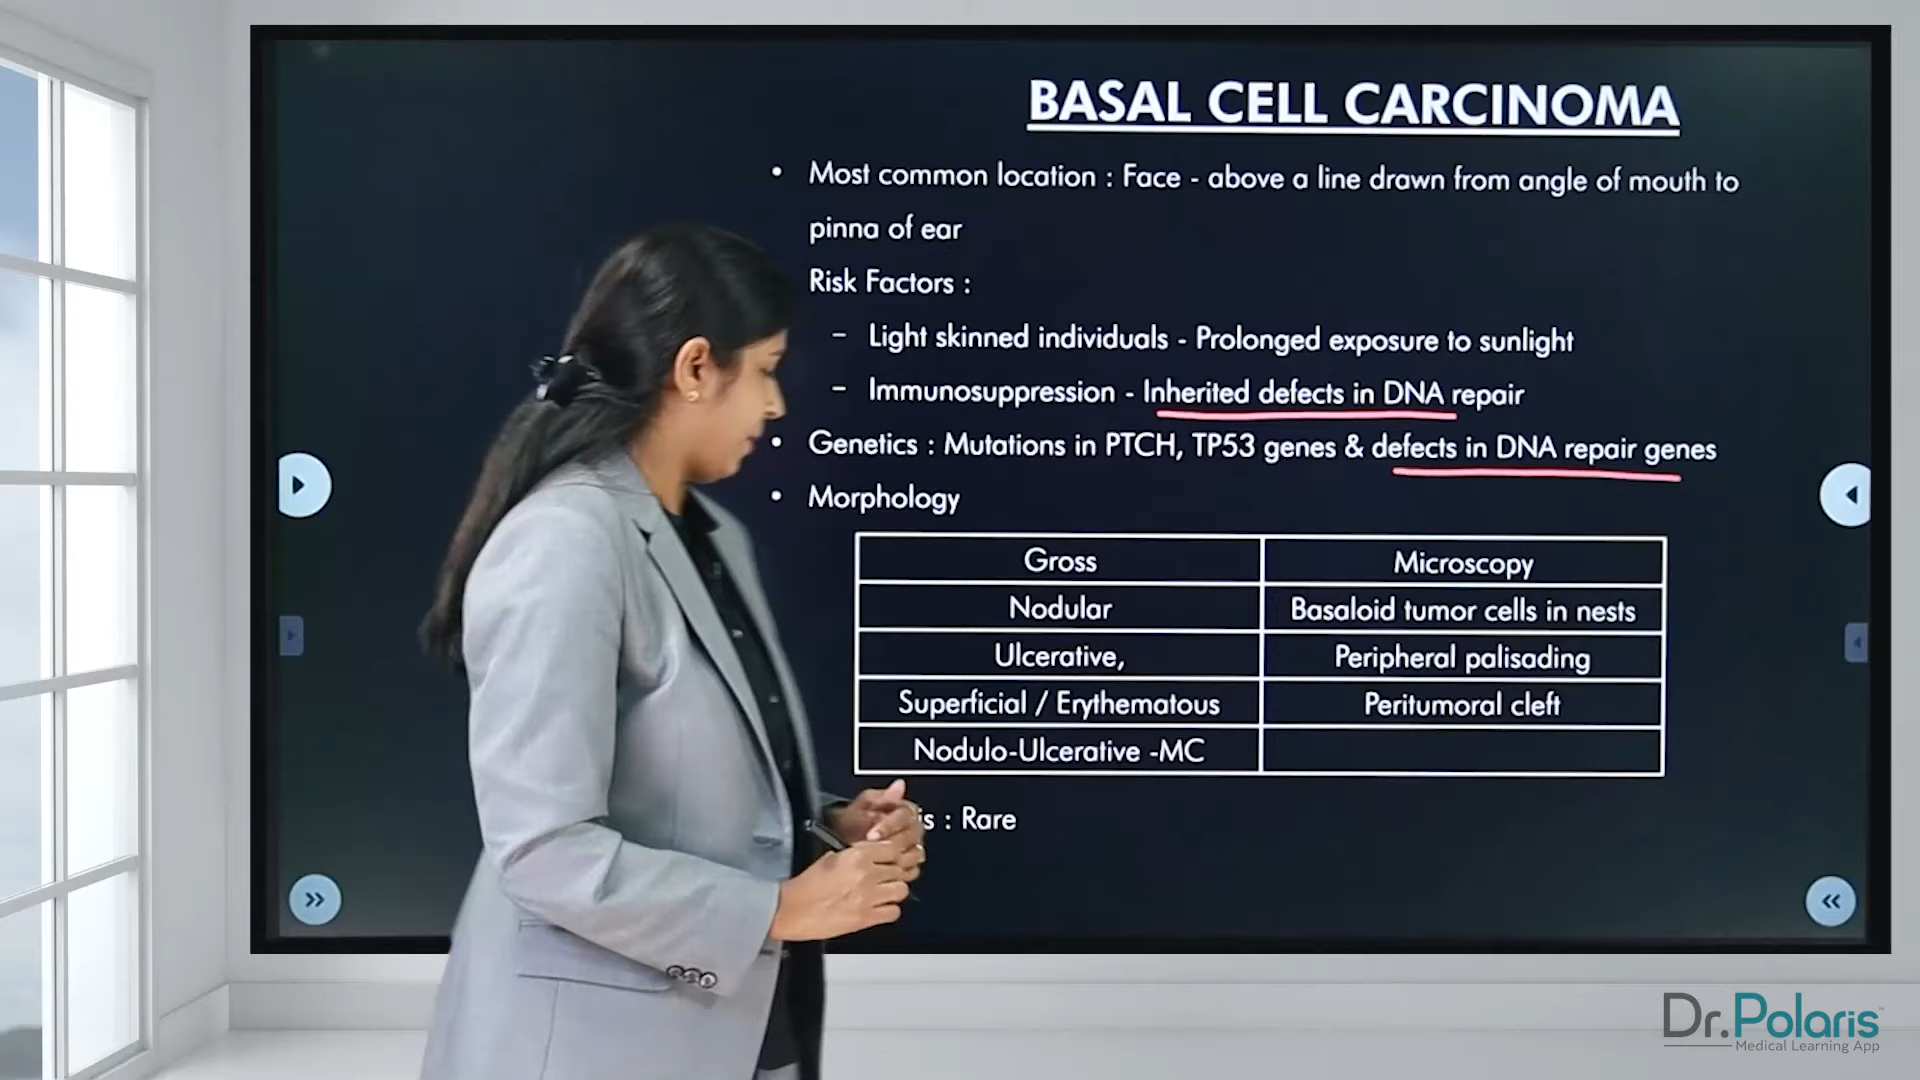 BASAL CELL CARCINOMA
• Most common location : Face - above a line drawn from angle of mouth to
pinna of ear
Risk Factors :
- Light skinned individuals - Prolonged exposure to sunlight
- Immunosuppression - Inherited defects in DNA repair
• Genetics : Mutations in PTCH, TP53 genes & defects in DNA repair genes
• Morphology
Gross Microscopy
Nodular Basaloid tumor cells in nests
Ulcerative, Peripheral palisading
Superficial / Erythematous Peritumoral cleft
Nodulo-Ulcerative -MC
is : Rare
Dr.Polaris
Medical Learning App